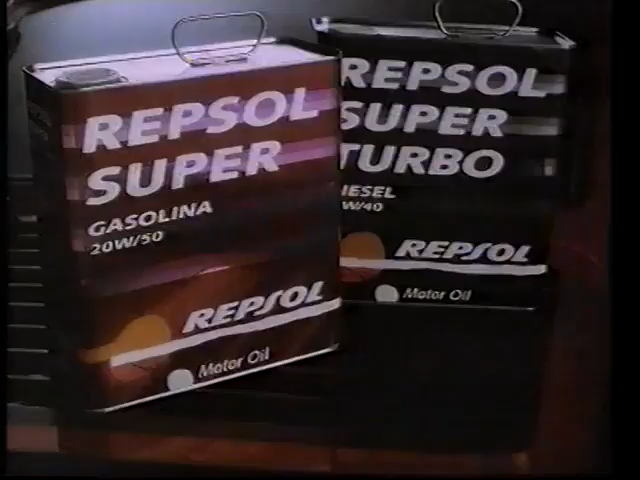 REPSOL
SUPER
GASOLINA
20W/50
REPSOL
Motor Oil
REPSOL
SUPER
TURBO
IESEL
W/40
REPSOL
Motor Oil